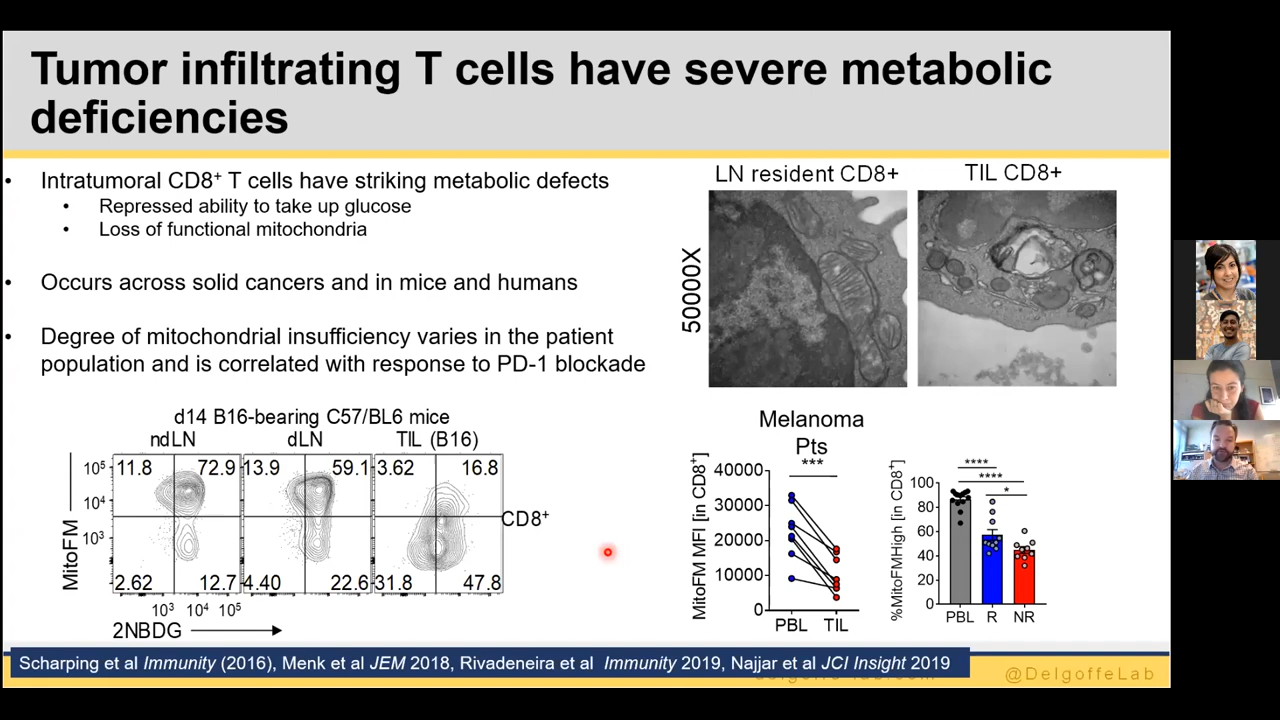 Tumor infiltrating T cells have severe metabolic
deficiencies
• Intratumoral CD8+ T cells have striking metabolic defects
• Repressed ability to take up glucose
• Loss of functional mitochondria
• Occurs across solid cancers and in mice and humans
• Degree of mitochondrial insufficiency varies in the patient
population and is correlated with response to PD-1 blockade
LN resident CD8+
TIL CD8+
50000X
d14 B16-bearing C57/BL6 mice
ndLN
dLN
TIL (B16)
11.8 72.9 13.9 59.1 3.62 16.8
2.62 12.7 4.40 22.6 31.8 47.8
10⁵
10⁴
10³
MitoFM
CD8+
10³ 10⁴ 10⁵
2NBDG
Melanoma
Pts
***
MitoFM MFI [in CD8+]
40000
30000
20000
10000
0
PBL TIL
****
****
*
%MitoFMHigh [in CD8+]
100
80
60
40
20
0
PBL R NR
Scharping et al Immunity (2016), Menk et al JEM 2018, Rivadeneira et al Immunity 2019, Najjar et al JCI Insight 2019
@DelgoffeLab